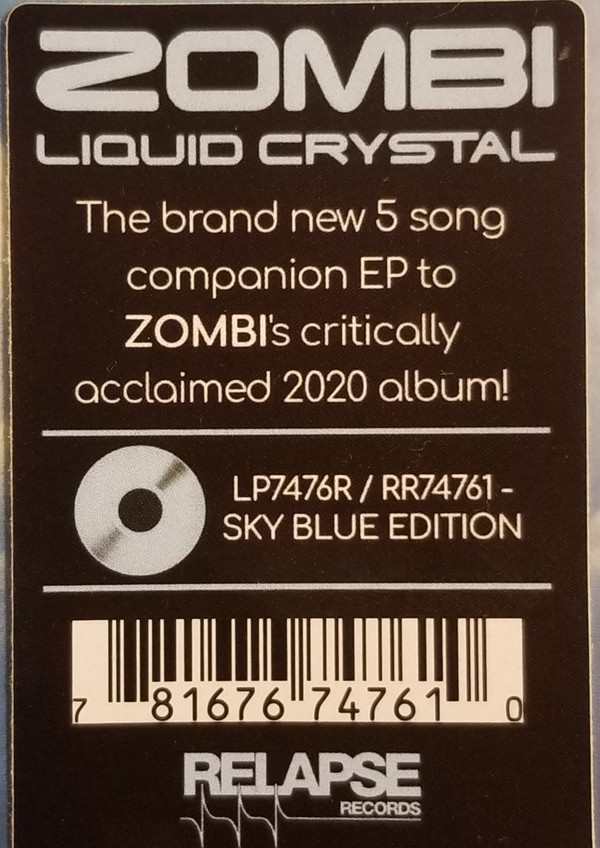 ZOMBI
LIQUID CRYSTAL
The brand new 5 song
companion EP to
ZOMBI's critically
acclaimed 2020 album!
LP7476R / RR74761 -
SKY BLUE EDITION
7 81676 74761 0
RELAPSE
RECORDS